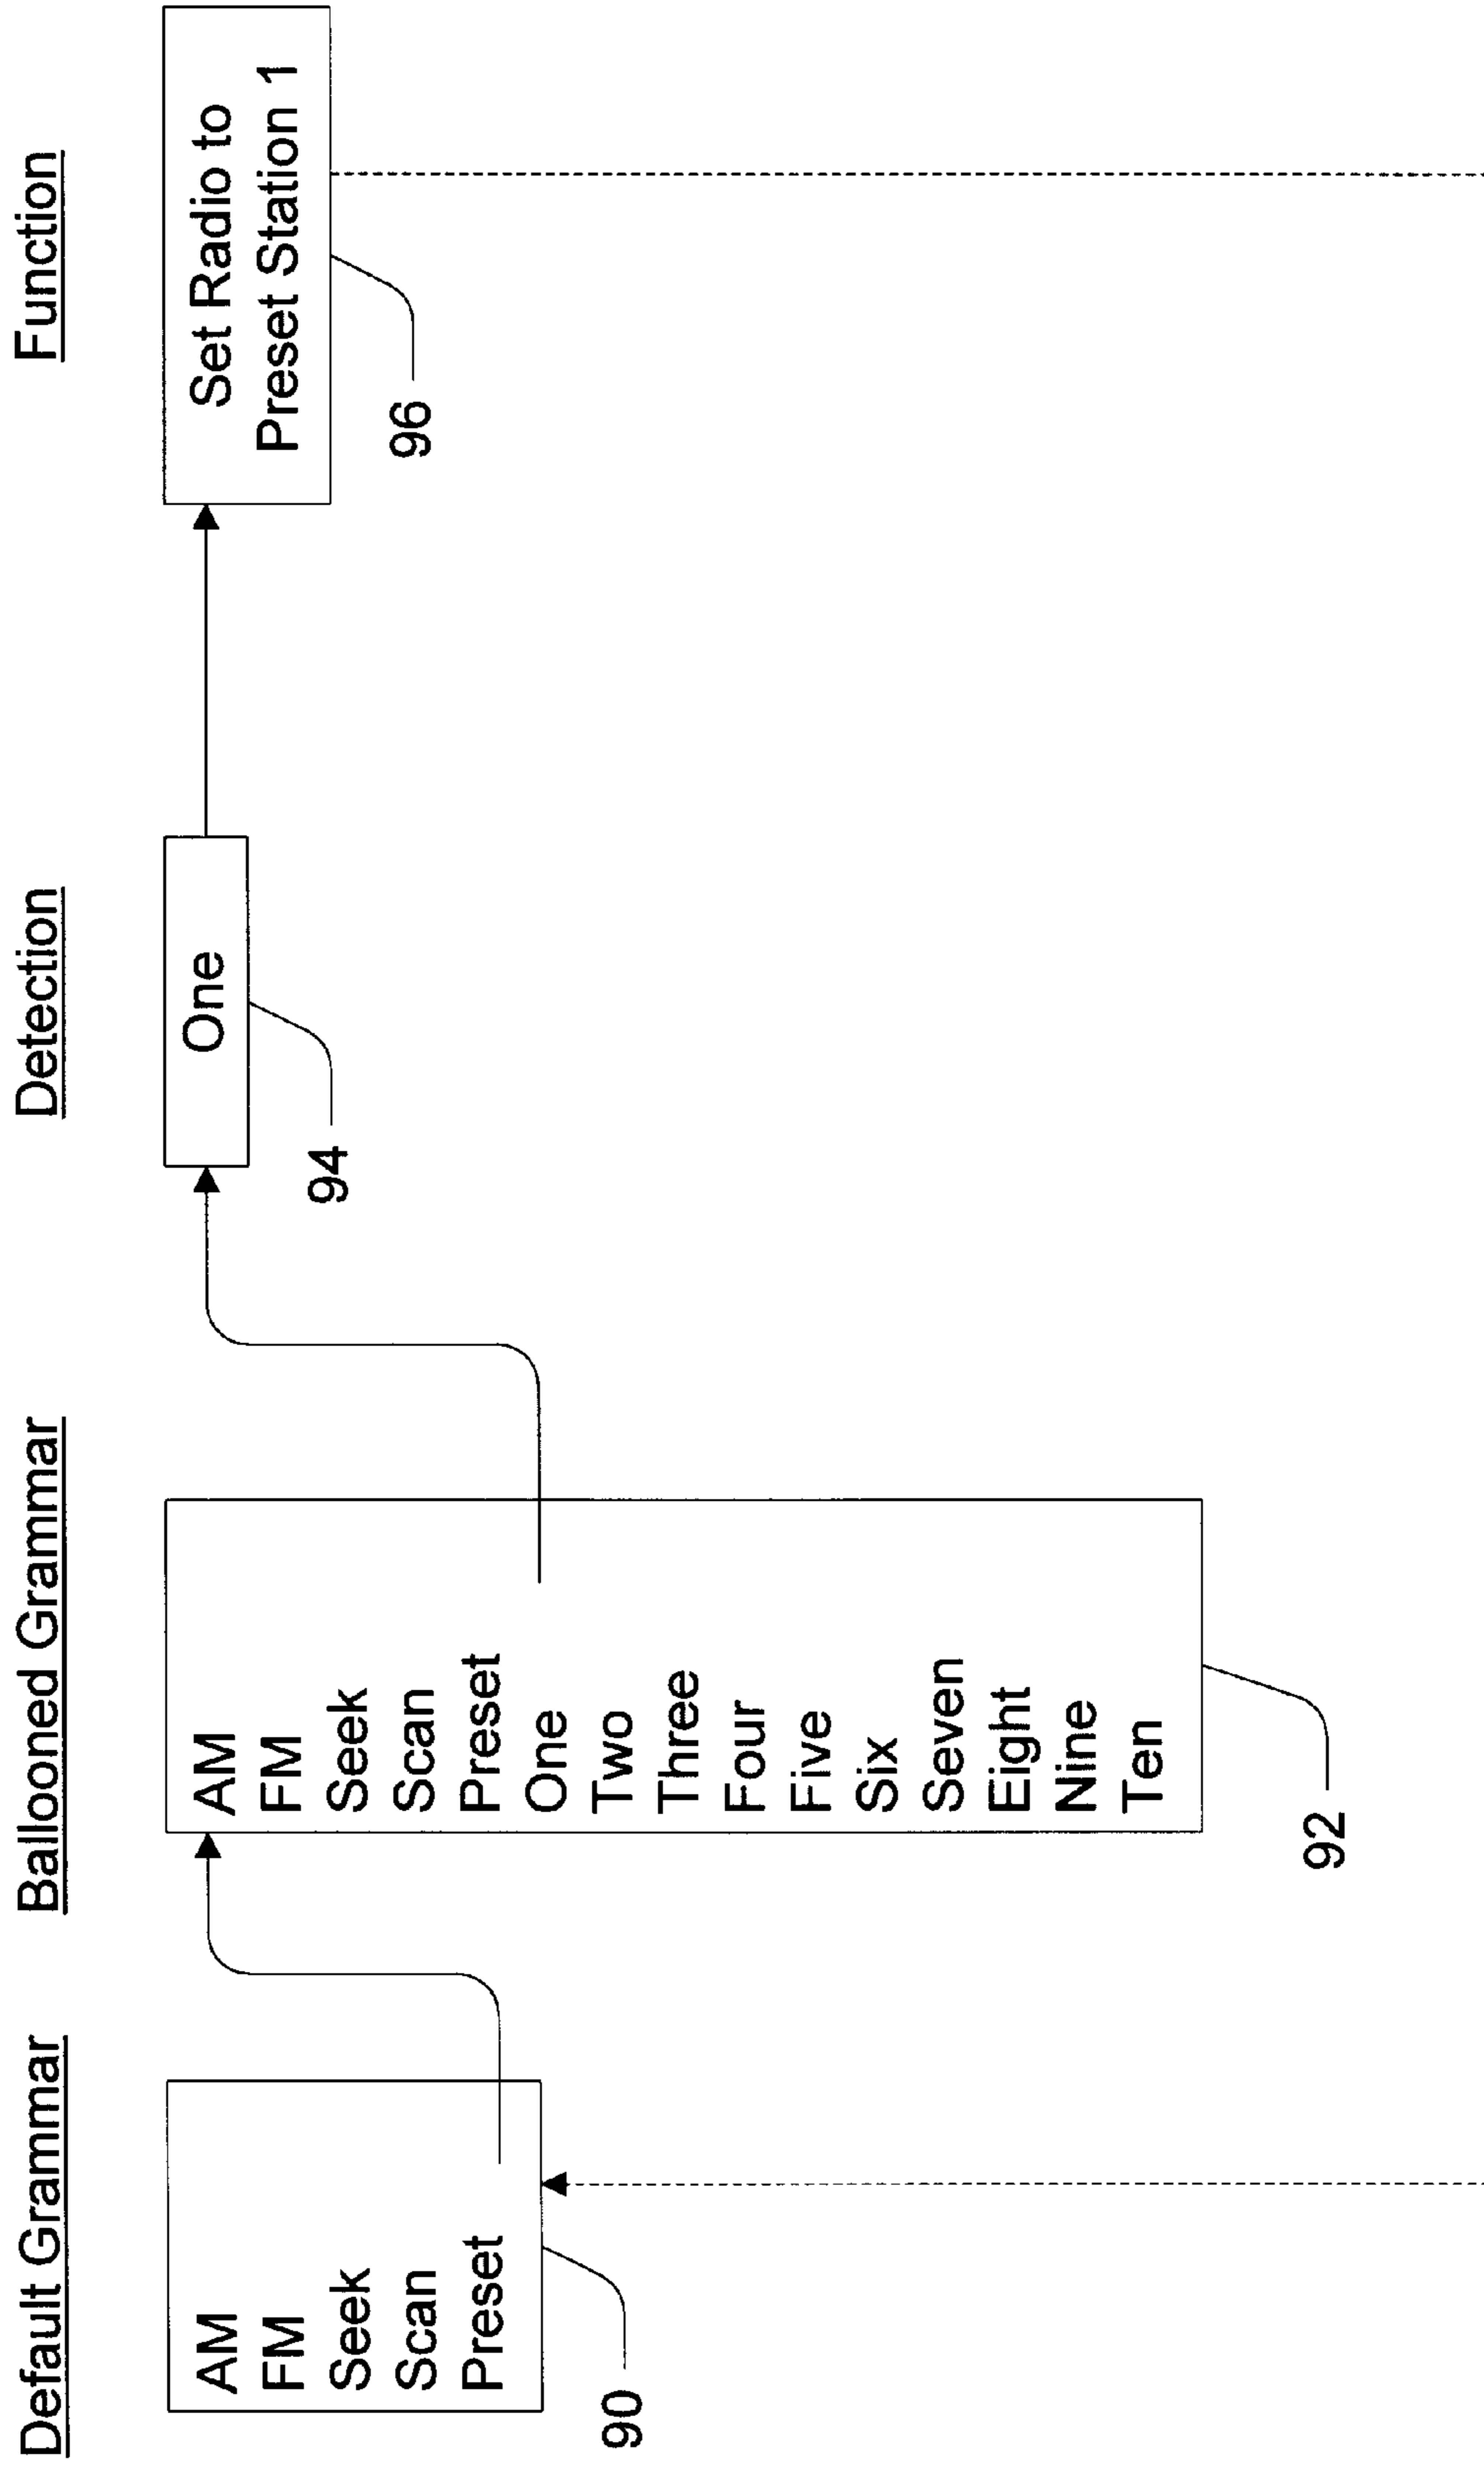 Default Grammar
Ballooned Grammar
Detection
Function
AM
FM
Seek
Scan
Preset
90
AM
FM
Seek
Scan
Preset
One
Two
Three
Four
Five
Six
Seven
Eight
Nine
Ten
92
One
94
Set Radio to
Preset Station 1
96